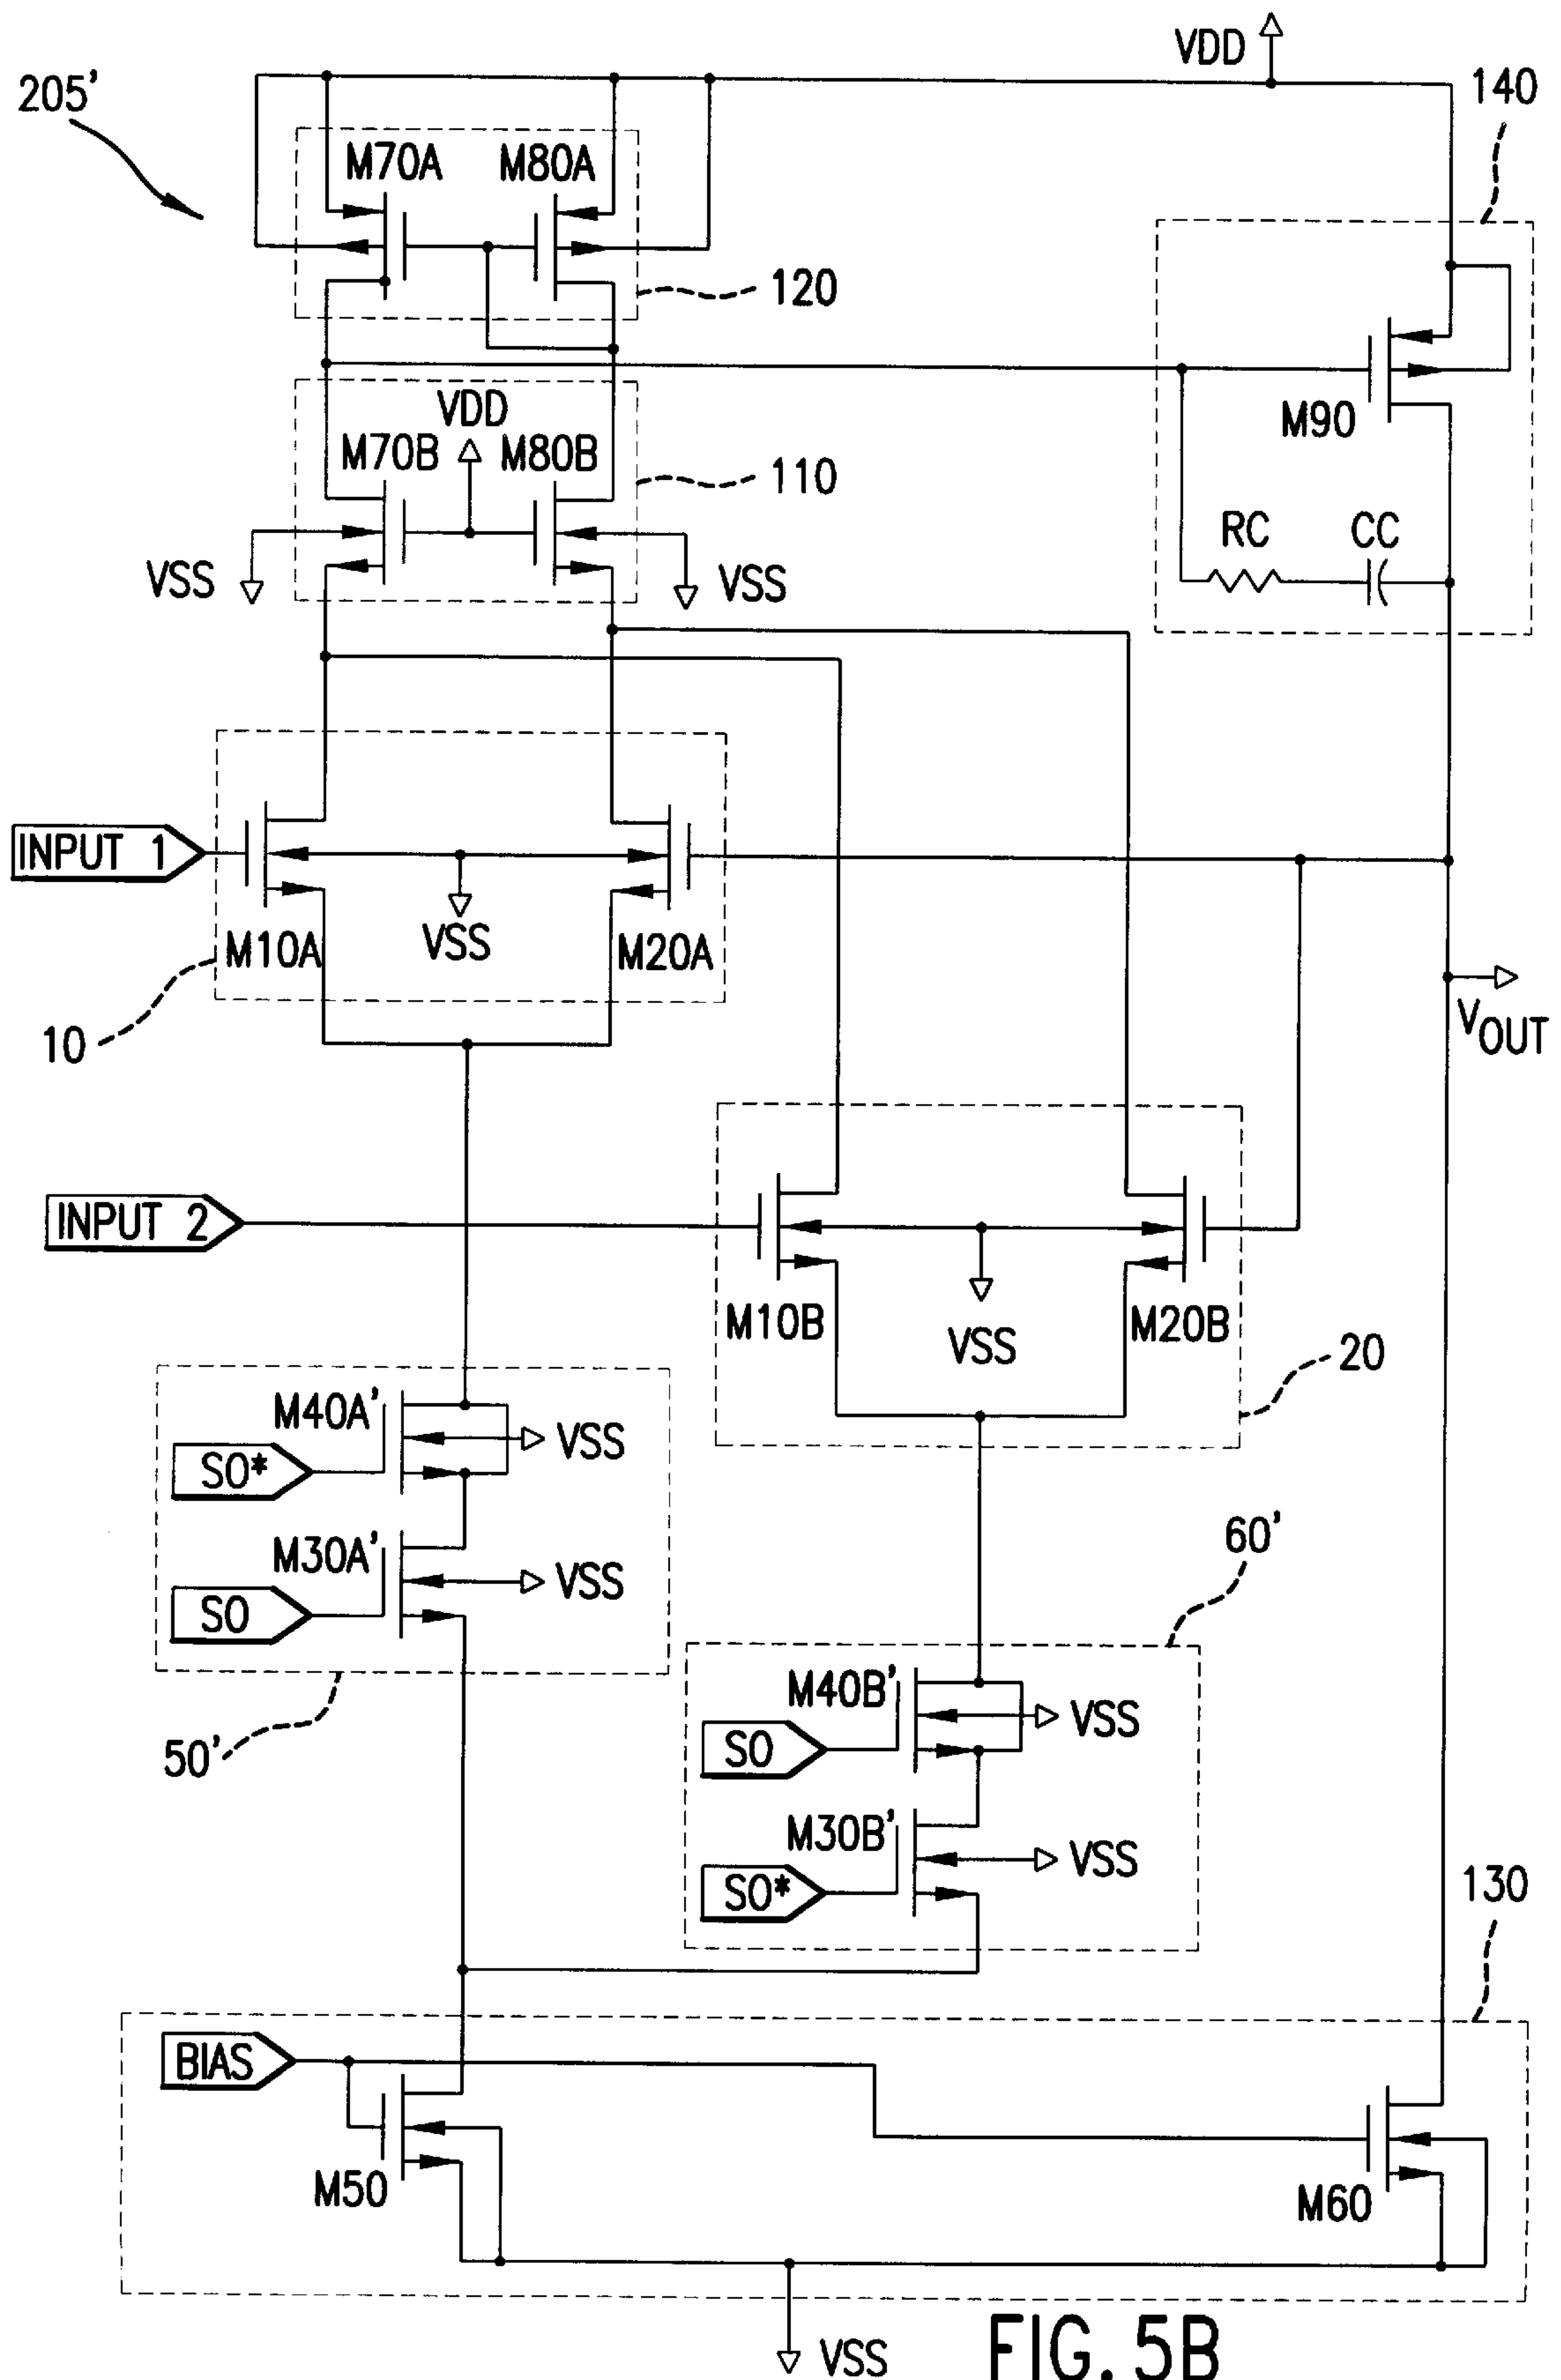 VDD
205'
140
M70A M80A
120
VDD
M90
M70B M80B
110
RC CC
VSS
VSS
INPUT 1
M10A
VSS
M20A
10
VOUT
INPUT 2
M10B
VSS
M20B
20
M40A'
SO*
VSS
M30A'
SO
VSS
60'
50'
M40B'
SO
VSS
M30B'
SO*
VSS
130
BIAS
M50
M60
VSS
FIG. 5B